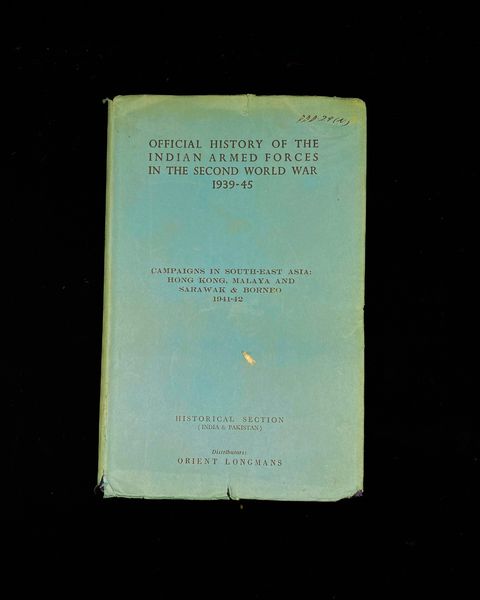 OFFICIAL HISTORY OF THE
INDIAN ARMED FORCES
IN THE SECOND WORLD WAR
1939-45
CAMPAIGNS IN SOUTH-EAST ASIA:
HONG KONG, MALAYA AND
SARAWAK & BORNEO
1941-42
HISTORICAL SECTION
(INDIA & PAKISTAN)
Distributors:
ORIENT LONGMANS